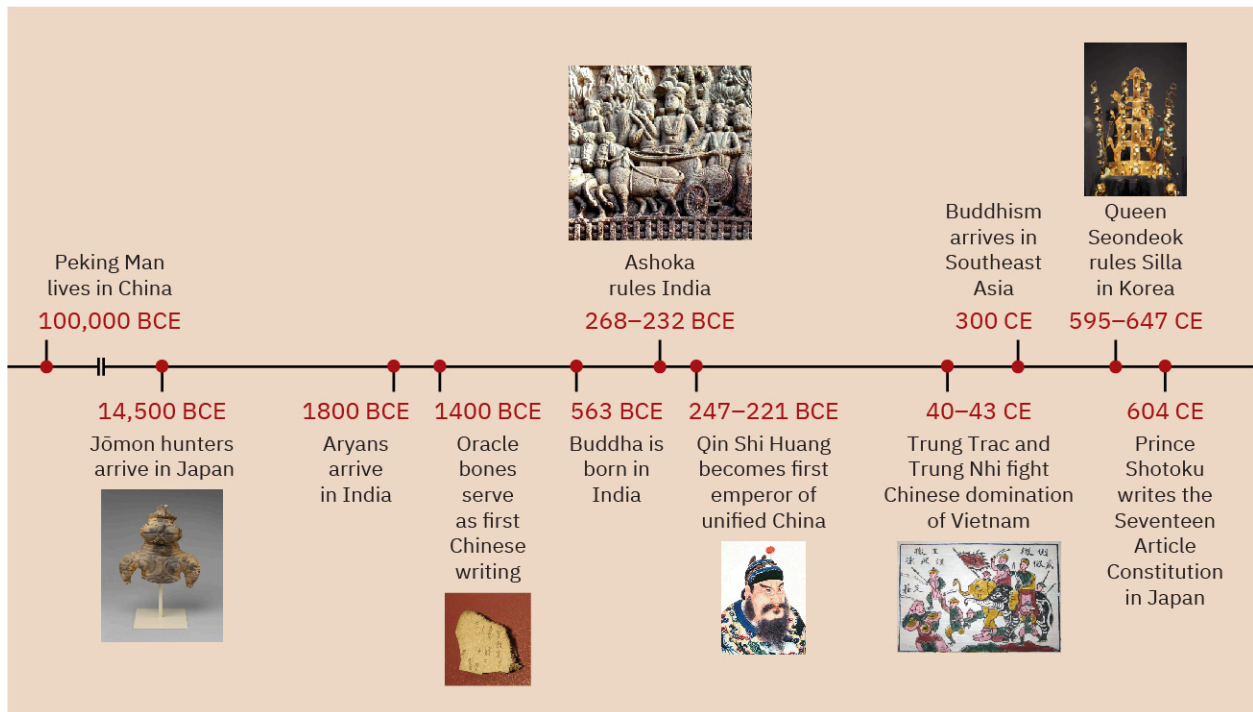 Peking Man
lives in China
100,000 BCE
14,500 BCE
Jōmon hunters
arrive in Japan
1800 BCE
Aryans
arrive
in India
1400 BCE
Oracle
bones
serve
as first
Chinese
writing
563 BCE
Buddha is
born in
India
Ashoka
rules India
268–232 BCE
247–221 BCE
Qin Shi Huang
becomes first
emperor of
unified China
40–43 CE
Trung Trac and
Trung Nhi fight
Chinese domination
of Vietnam
Buddhism
arrives in
Southeast
Asia
300 CE
Queen
Seondeok
rules Silla
in Korea
595–647 CE
604 CE
Prince
Shotoku
writes the
Seventeen
Article
Constitution
in Japan